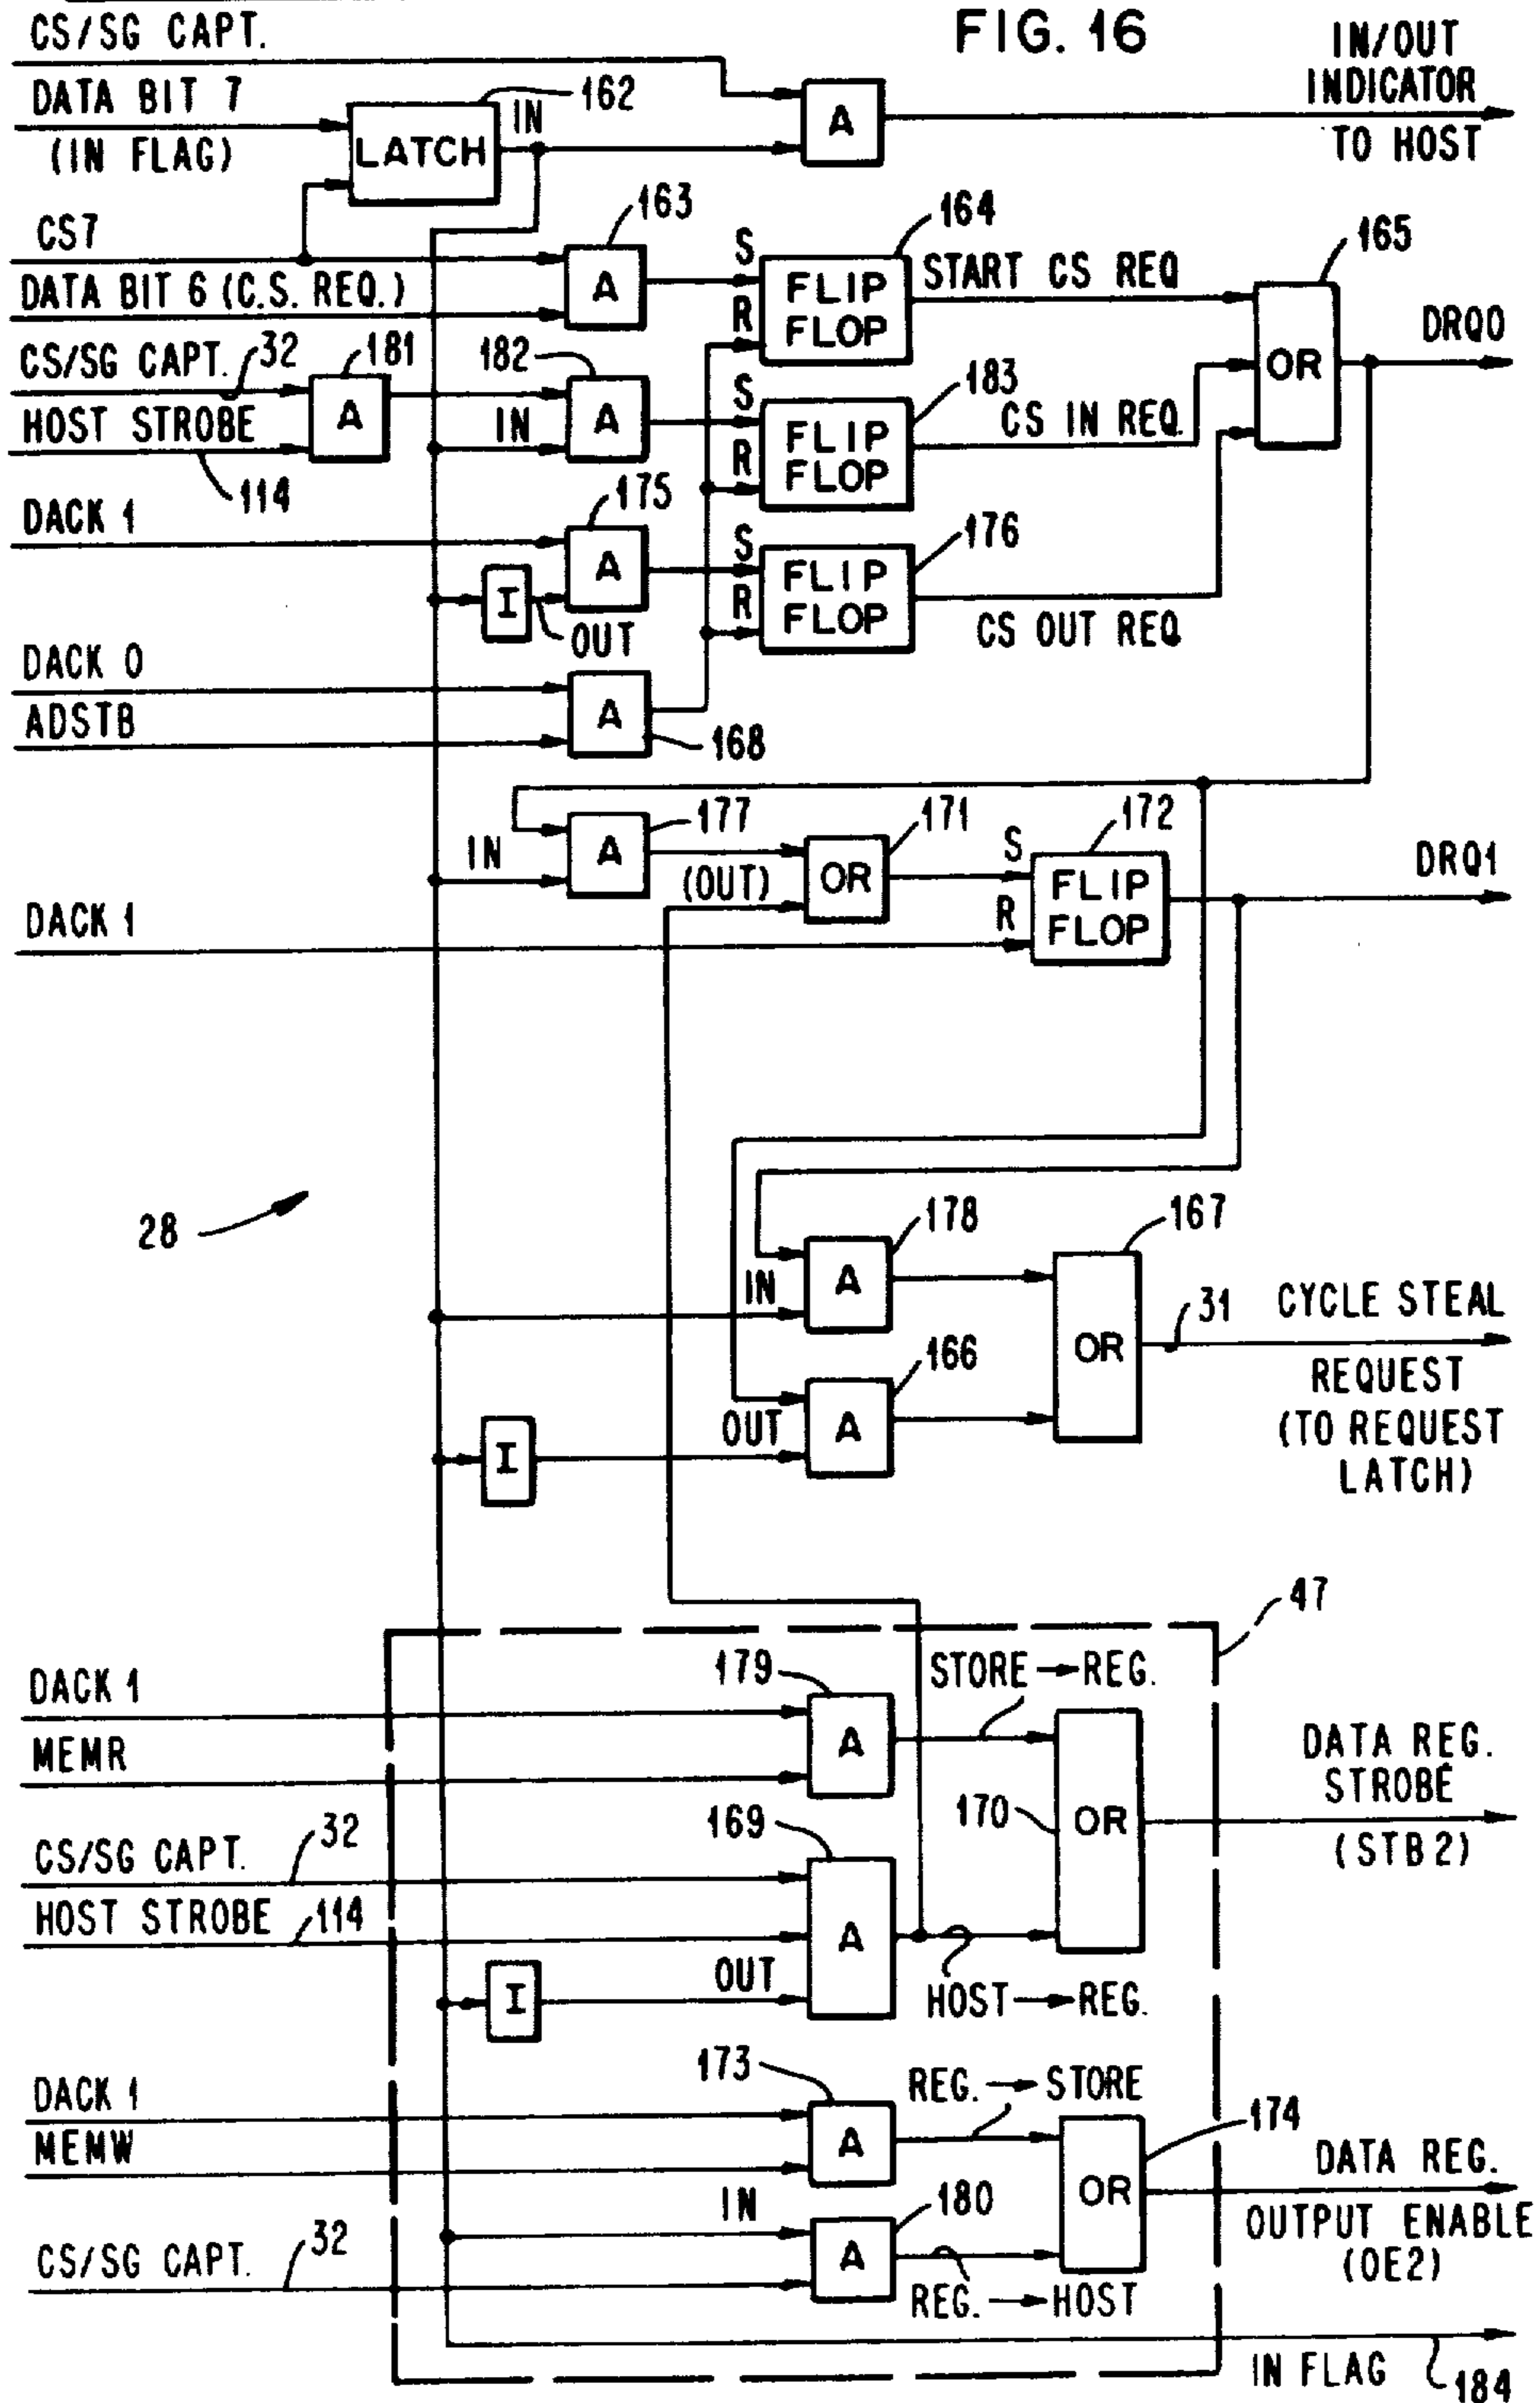 FIG. 16
CS/SG CAPT.
IN/OUT
INDICATOR
TO HOST
DATA BIT 7
(IN FLAG)
162
LATCH
IN
A
CS7
163
164
165
DATA BIT 6 (C.S. REQ.)
A
S
R
FLIP
FLOP
START CS REQ
OR
DRQ0
CS/SG CAPT.
32
181
182
183
HOST STROBE
A
IN
A
S
R
FLIP
FLOP
CS IN REQ.
114
DACK 1
175
176
A
S
R
FLIP
FLOP
I
OUT
CS OUT REQ
DACK 0
ADSTB
A
168
177
171
172
IN
A
(OUT)
OR
S
R
FLIP
FLOP
DRQ1
DACK 1
28
178
167
IN
A
OR
31
CYCLE STEAL
REQUEST
(TO REQUEST
LATCH)
166
OUT
A
I
47
DACK 1
179
STORE → REG.
MEMR
A
DATA REG.
STROBE
(STB2)
170
OR
CS/SG CAPT.
32
169
HOST STROBE
114
A
I
OUT
HOST → REG.
DACK 1
173
REG. → STORE
174
MEMW
A
OR
DATA REG.
OUTPUT ENABLE
(OE2)
IN
180
CS/SG CAPT.
32
A
REG. → HOST
IN FLAG
184